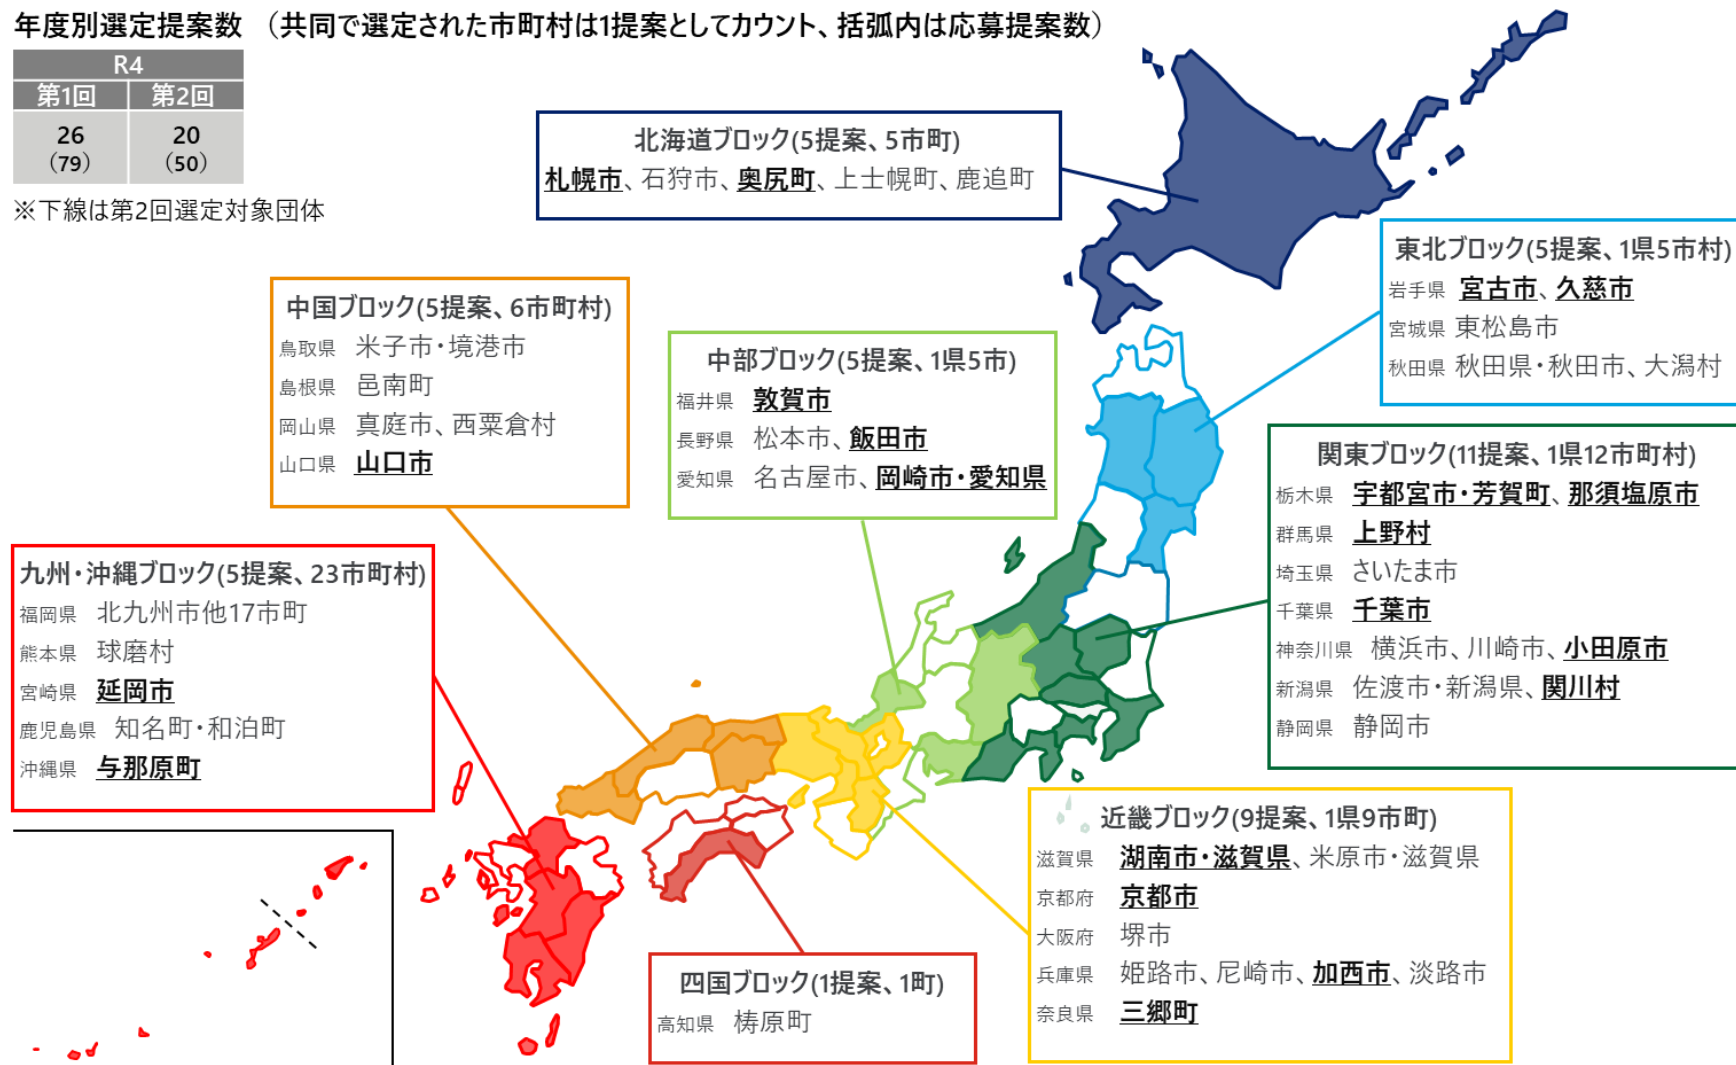 年度別選定提案数 （共同で選定された市町村は1提案としてカウント、括弧内は応募提案数）
R4
第1回 第2回
26 20
（79） （50）
※下線は第2回選定対象団体
北海道ブロック(5提案、5市町)
札幌市、石狩市、奥尻町、上士幌町、鹿追町
東北ブロック(5提案、1県5市村)
岩手県 宮古市、久慈市
宮城県 東松島市
秋田県 秋田県・秋田市、大潟村
中国ブロック(5提案、6市町村)
鳥取県 米子市・境港市
島根県 邑南町
岡山県 真庭市、西粟倉村
山口県 山口市
中部ブロック(5提案、1県5市)
福井県 敦賀市
長野県 松本市、飯田市
愛知県 名古屋市、岡崎市・愛知県
関東ブロック(11提案、1県12市町村)
栃木県 宇都宮市・芳賀町、那須塩原市
群馬県 上野村
埼玉県 さいたま市
千葉県 千葉市
神奈川県 横浜市、川崎市、小田原市
新潟県 佐渡市・新潟県、関川村
静岡県 静岡市
九州・沖縄ブロック(5提案、23市町村)
福岡県 北九州市他17市町
熊本県 球磨村
宮崎県 延岡市
鹿児島県 知名町・和泊町
沖縄県 与那原町
近畿ブロック(9提案、1県9市町)
滋賀県 湖南市・滋賀県、米原市・滋賀県
京都府 京都市
大阪府 堺市
兵庫県 姫路市、尼崎市、加西市、淡路市
奈良県 三郷町
四国ブロック(1提案、1町)
高知県 梼原町